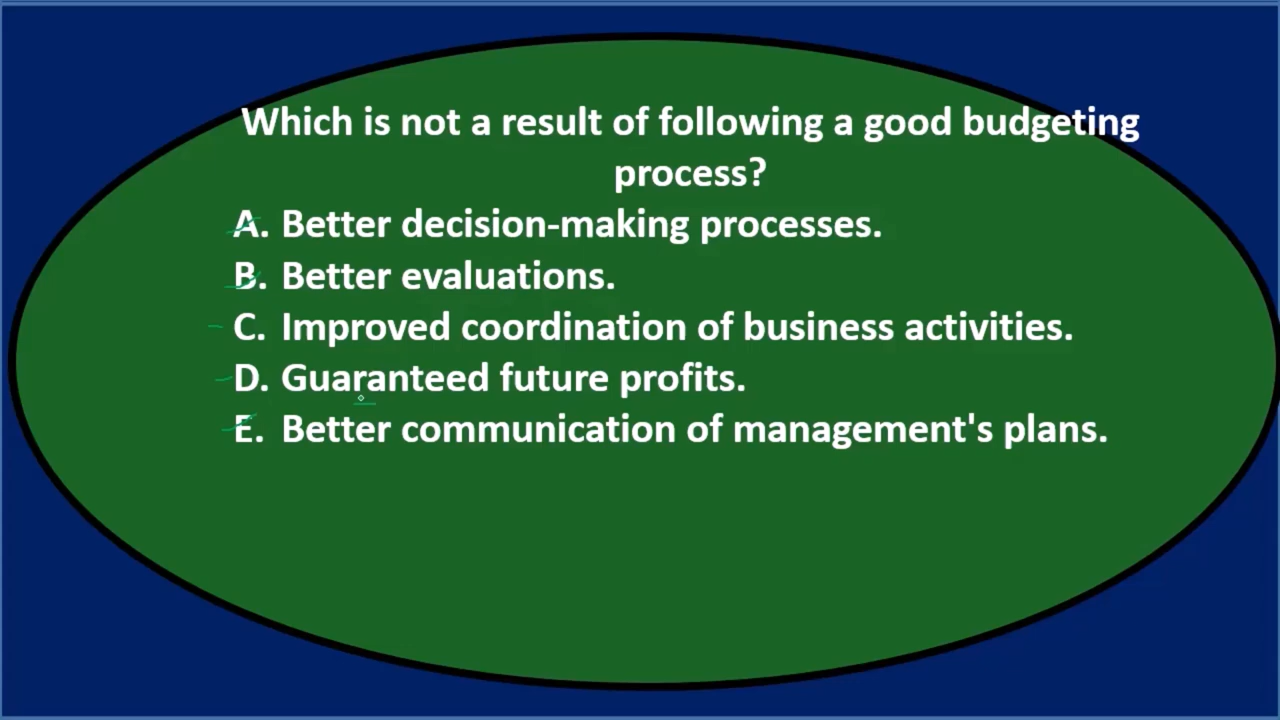 Which is not a result of following a good budgeting
process?
A. Better decision-making processes.
B. Better evaluations.
C. Improved coordination of business activities.
D. Guaranteed future profits.
E. Better communication of management's plans.